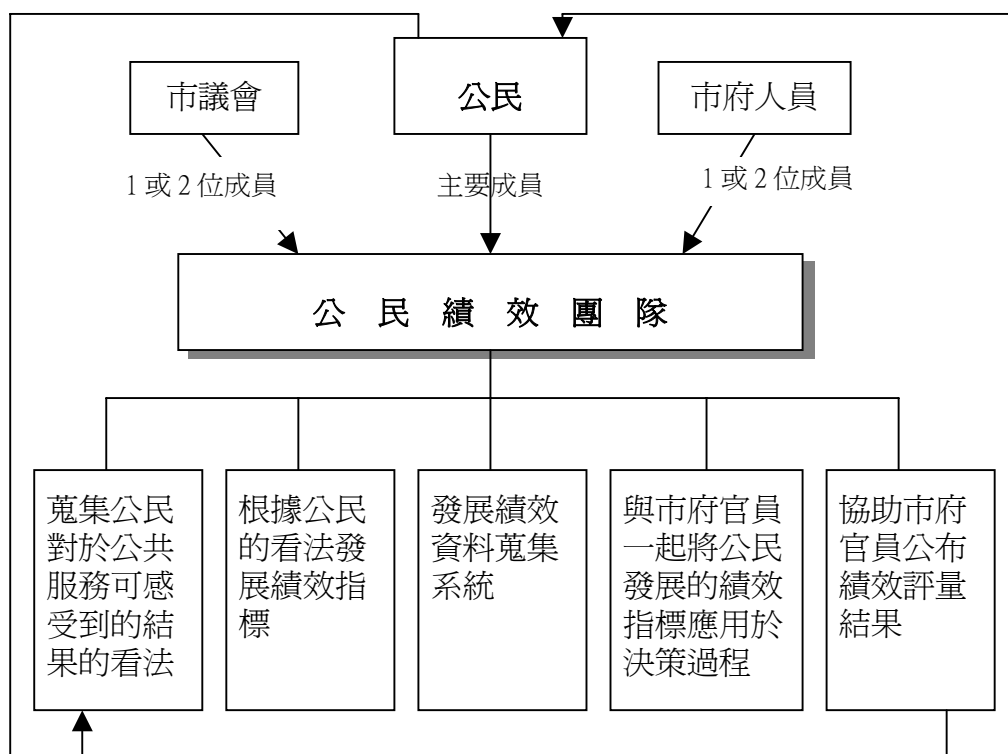 市議會
公民
市府人員
1 或 2 位成員
主要成員
1 或 2 位成員
公 民 績 效 團 隊
蒐集公民
對於公共
服務可感
受到的結
果的看法
根據公民
的看法發
展績效指
標
發展績效
資料蒐集
系統
與市府官員
一起將公民
發展的績效
指標應用於
決策過程
協助市府
官員公布
績效評量
結果